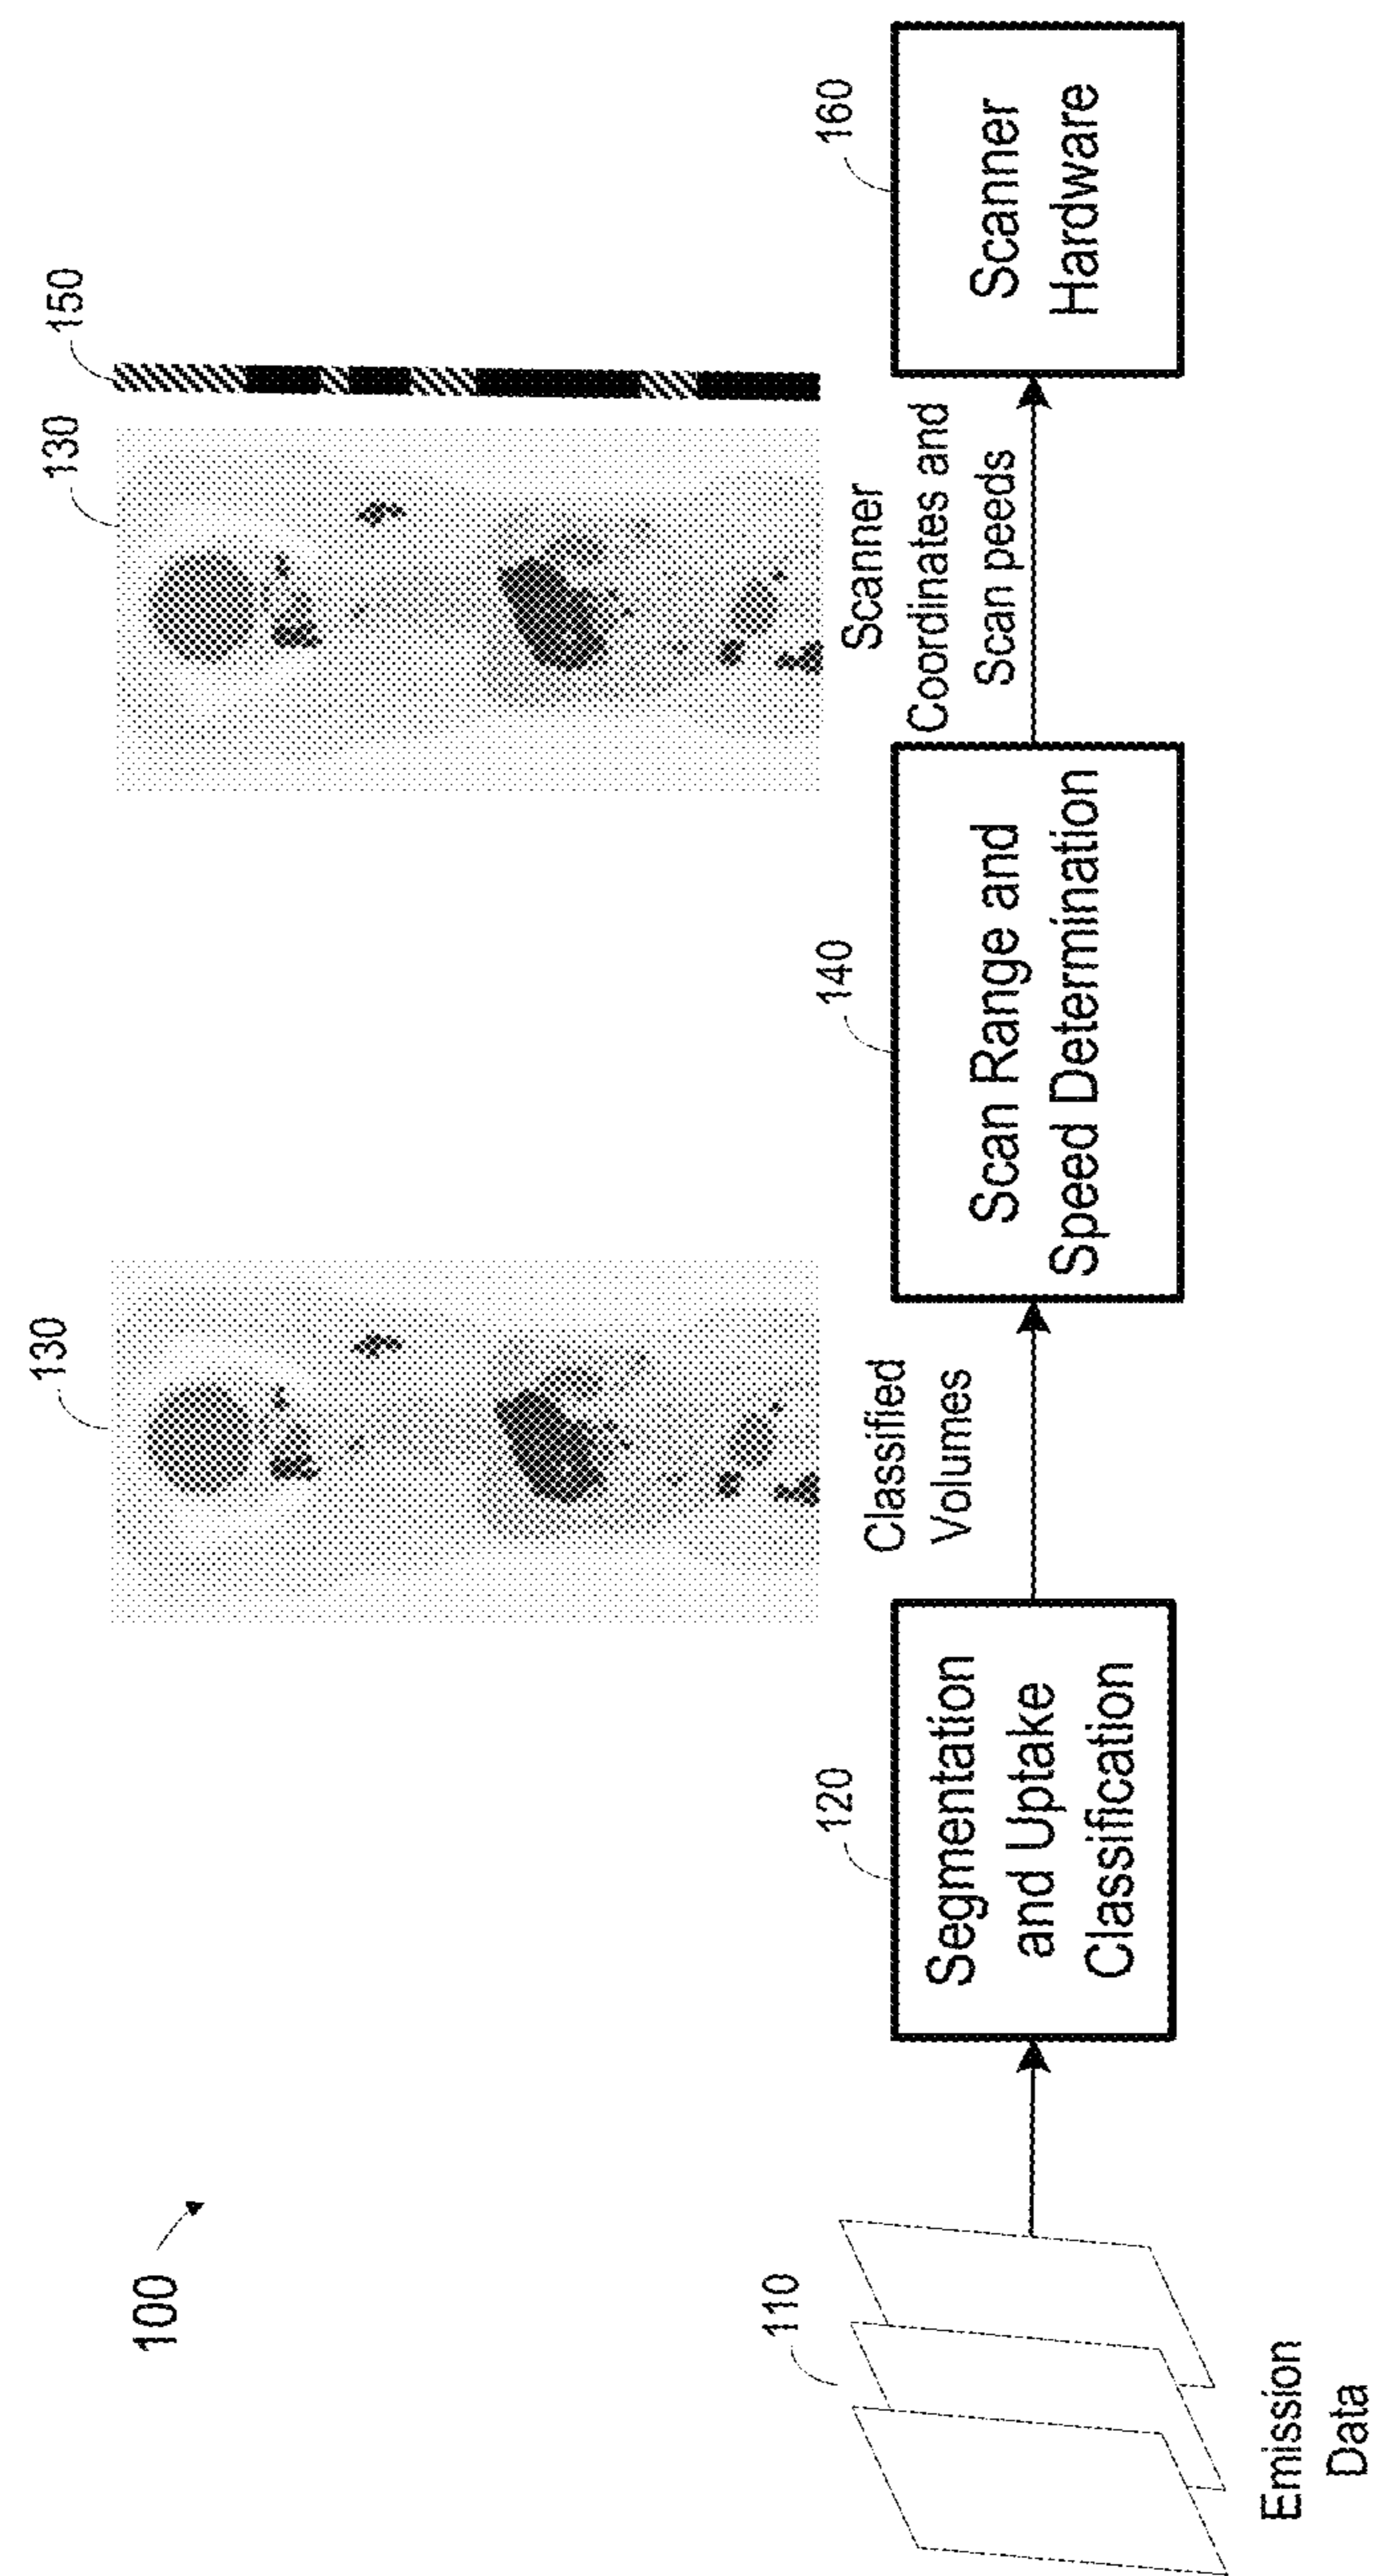 100
110
Emission
Data
120
Segmentation
and Uptake
Classification
130
Classified
Volumes
140
Scan Range and
Speed Determination
130
150
Scanner
Coordinates and
Scan peeds
160
Scanner
Hardware